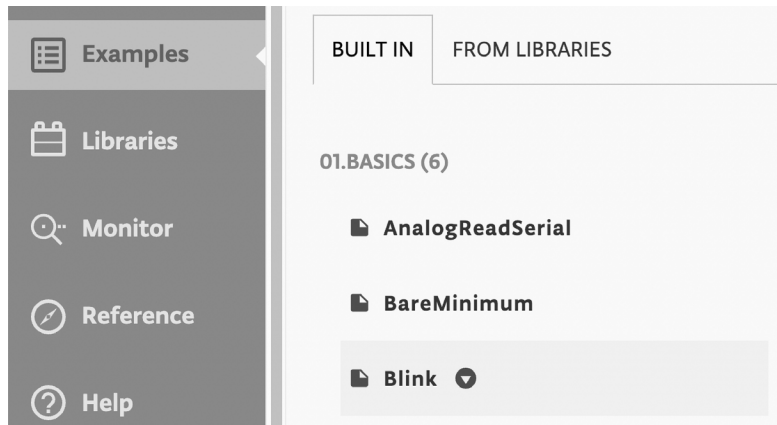 Examples
Libraries
Monitor
Reference
Help
BUILT IN
FROM LIBRARIES
01.BASICS (6)
AnalogReadSerial
BareMinimum
Blink